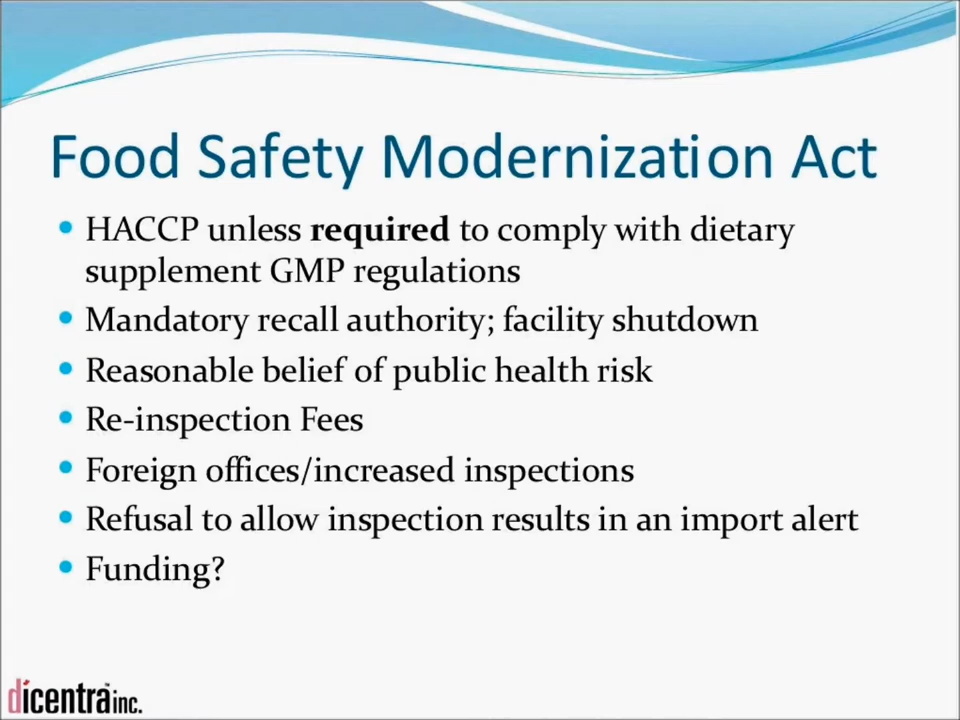 Food Safety Modernization Act
• HACCP unless required to comply with dietary
supplement GMP regulations
• Mandatory recall authority; facility shutdown
• Reasonable belief of public health risk
• Re-inspection Fees
• Foreign offices/increased inspections
• Refusal to allow inspection results in an import alert
• Funding?
dicentra™ inc.